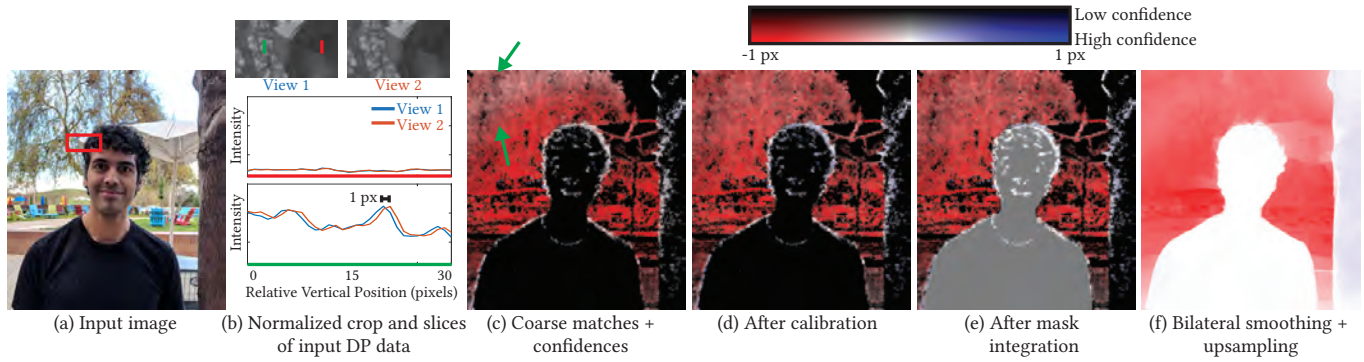 Low confidence
High confidence
-1 px
1 px
View 1
View 2
Intensity
View 1
View 2
Intensity
1 px
0
15
30
Relative Vertical Position (pixels)
(a) Input image
(b) Normalized crop and slices
of input DP data
(c) Coarse matches +
confidences
(d) After calibration
(e) After mask
integration
(f) Bilateral smoothing +
upsampling